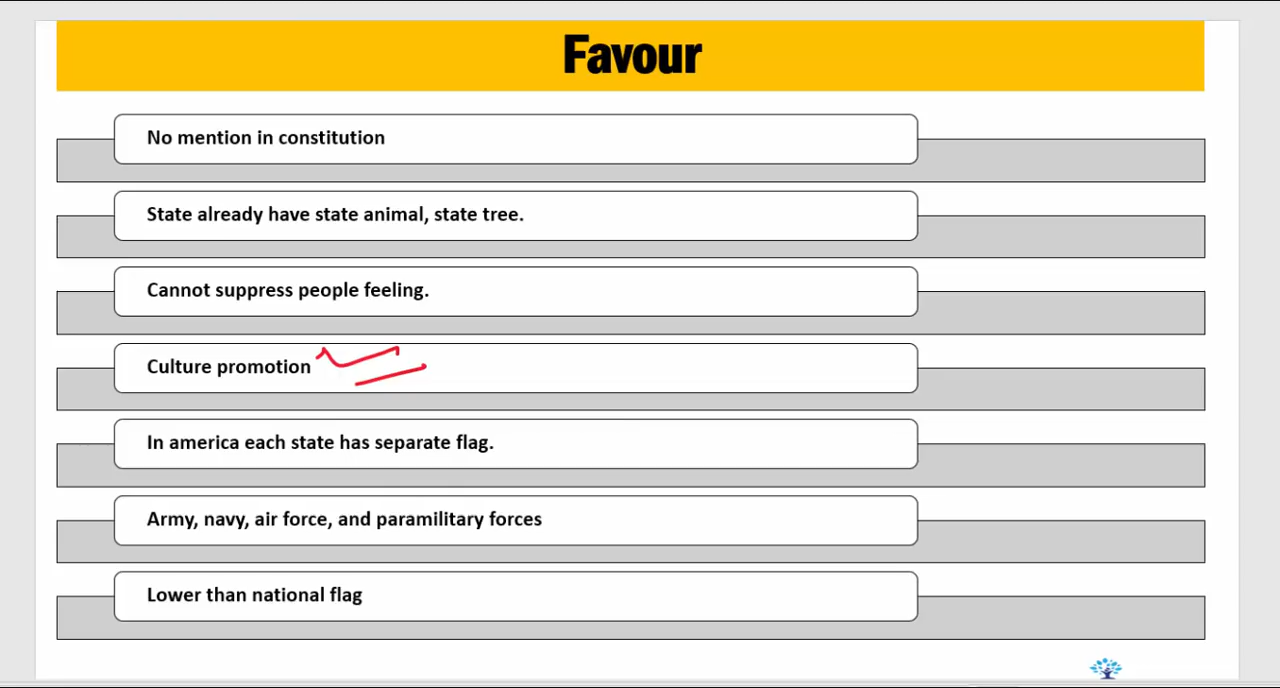 Favour
No mention in constitution
State already have state animal, state tree.
Cannot suppress people feeling.
Culture promotion
In america each state has separate flag.
Army, navy, air force, and paramilitary forces
Lower than national flag